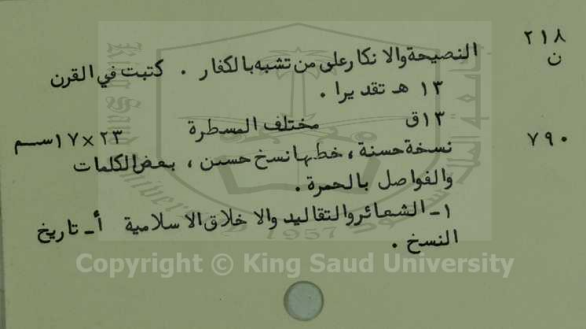 ٢١٨
ن
النصيحة والانكار على من تشبه بالكفار . كتبت في القرن
١٣ هـ تقديرا .
١٣ق مختلف المسطرة ٢٣×١٧سم
٧٩٠
نسخة حسنة ، خطها نسخ حسن ، بعض الكلمات
والفواصل بالحمرة .
١- الشعائر والتقاليد والاخلاق الاسلامية أ- تاريخ
النسخ .
1957
Copyright © King Saud University